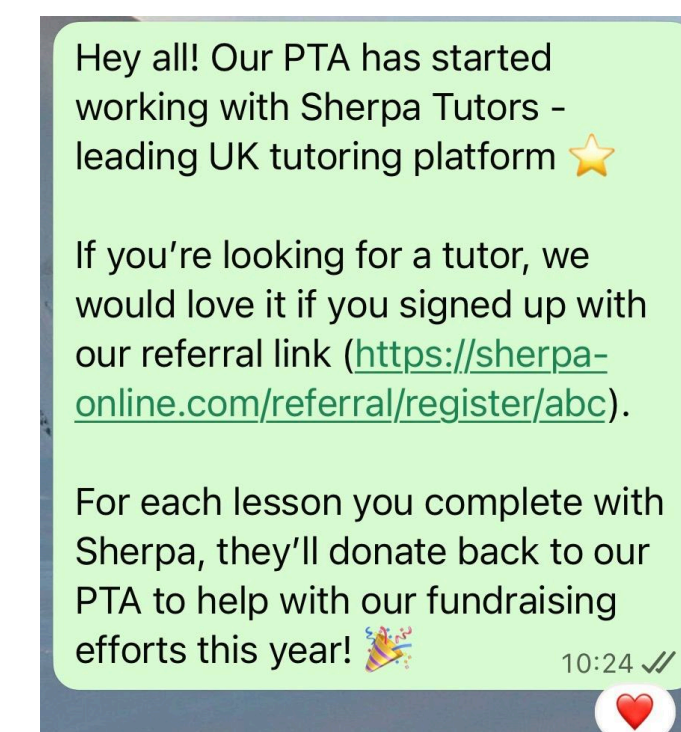 Hey all! Our PTA has started
working with Sherpa Tutors -
leading UK tutoring platform ⭐
If you’re looking for a tutor, we
would love it if you signed up with
our referral link (https://sherpa-
online.com/referral/register/abc).
For each lesson you complete with
Sherpa, they’ll donate back to our
PTA to help with our fundraising
efforts this year! 🎉
10:24